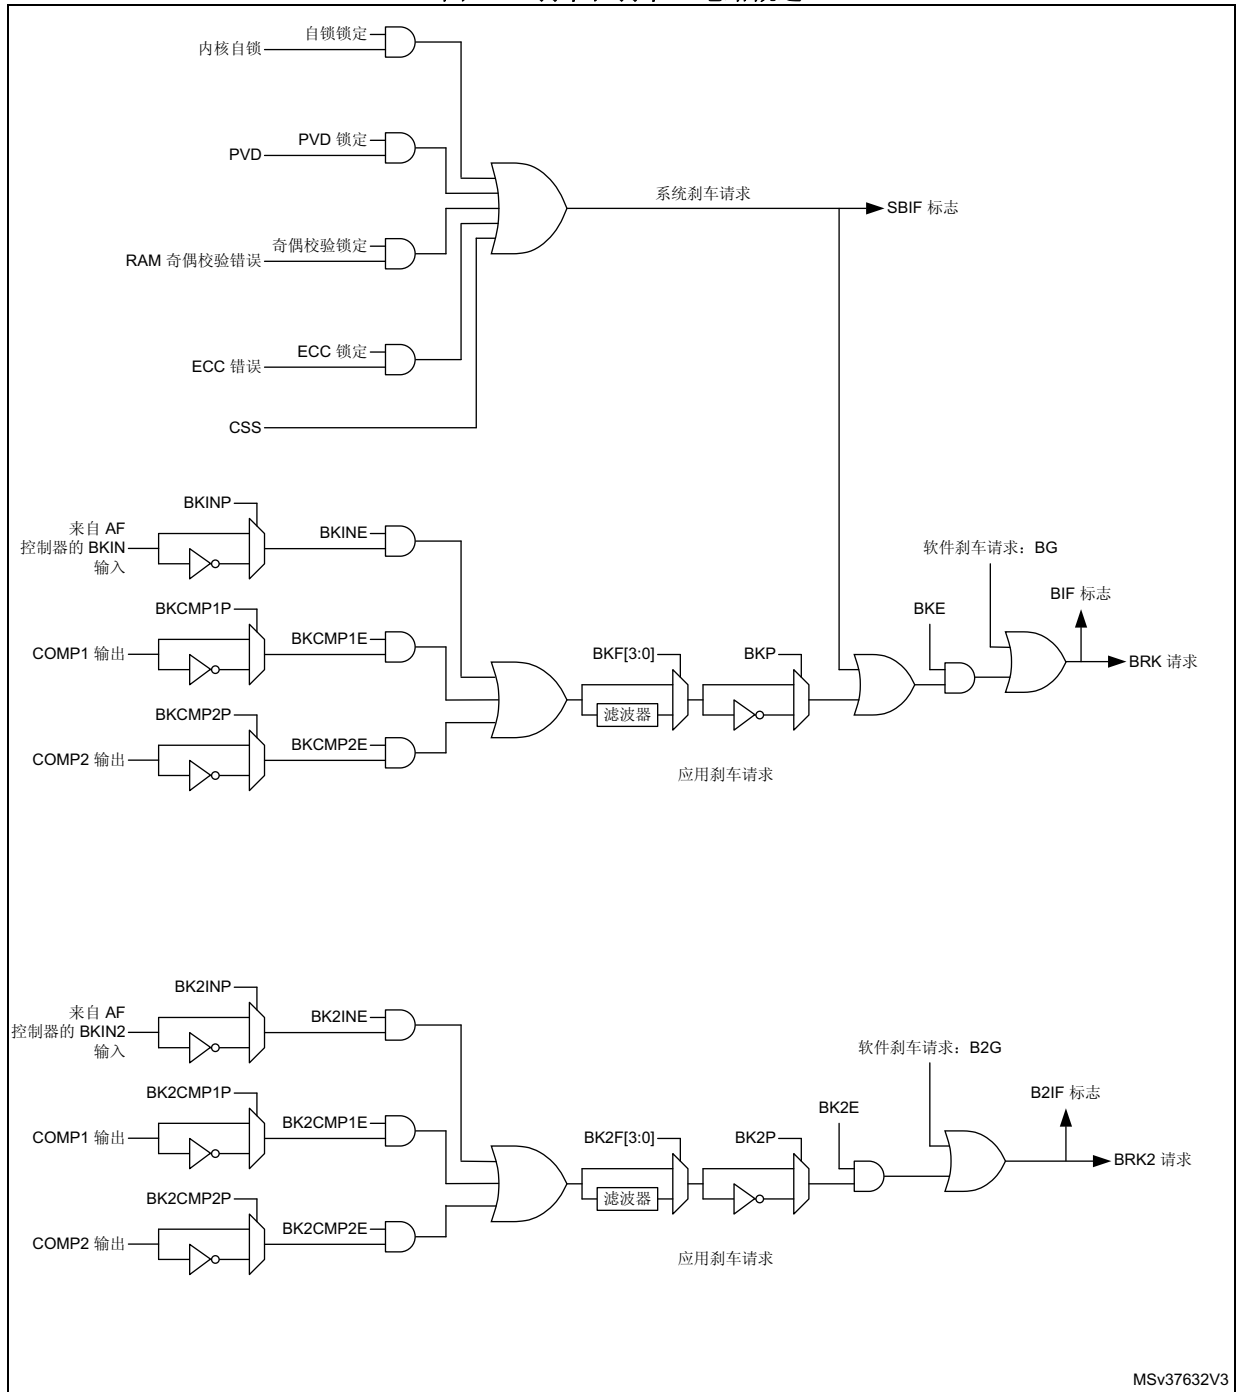 自锁锁定
内核自锁
PVD 锁定
PVD
系统刹车请求
SBIF 标志
奇偶校验锁定
RAM 奇偶校验错误
ECC 锁定
ECC 错误
CSS
BKINP
来自 AF
控制器的 BKIN
输入
BKINE
软件刹车请求：BG
BKCMP1P
BKCMP1E
COMP1 输出
BKE
BIF 标志
BKF[3:0]
BKP
BRK 请求
BKCMP2P
滤波器
BKCMP2E
COMP2 输出
应用刹车请求
BK2INP
来自 AF
控制器的 BKIN2
输入
BK2INE
软件刹车请求：B2G
BK2CMP1P
BK2CMP1E
COMP1 输出
BK2E
B2IF 标志
BK2F[3:0]
BK2P
BRK2 请求
BK2CMP2P
滤波器
BK2CMP2E
COMP2 输出
应用刹车请求
MSv37632V3